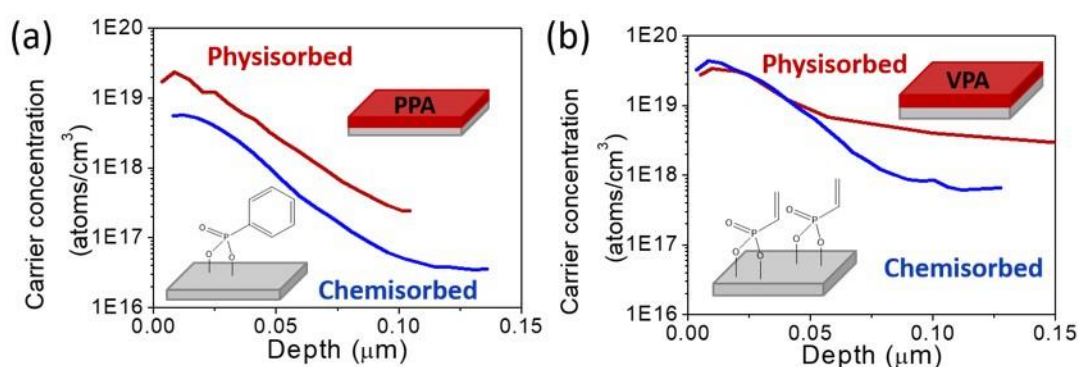 (a)
Carrier concentration
(atoms/cm³)
1E20
1E19
1E18
1E17
1E16
Physisorbed
PPA
O
P
O
O
Chemisorbed
0.00
0.05
0.10
0.15
Depth (μm)
(b)
Carrier concentration
(atoms/cm³)
1E20
1E19
1E18
1E17
1E16
Physisorbed
VPA
O
P
O
O
O
P
O
O
Chemisorbed
0.00
0.05
0.10
0.15
Depth (μm)